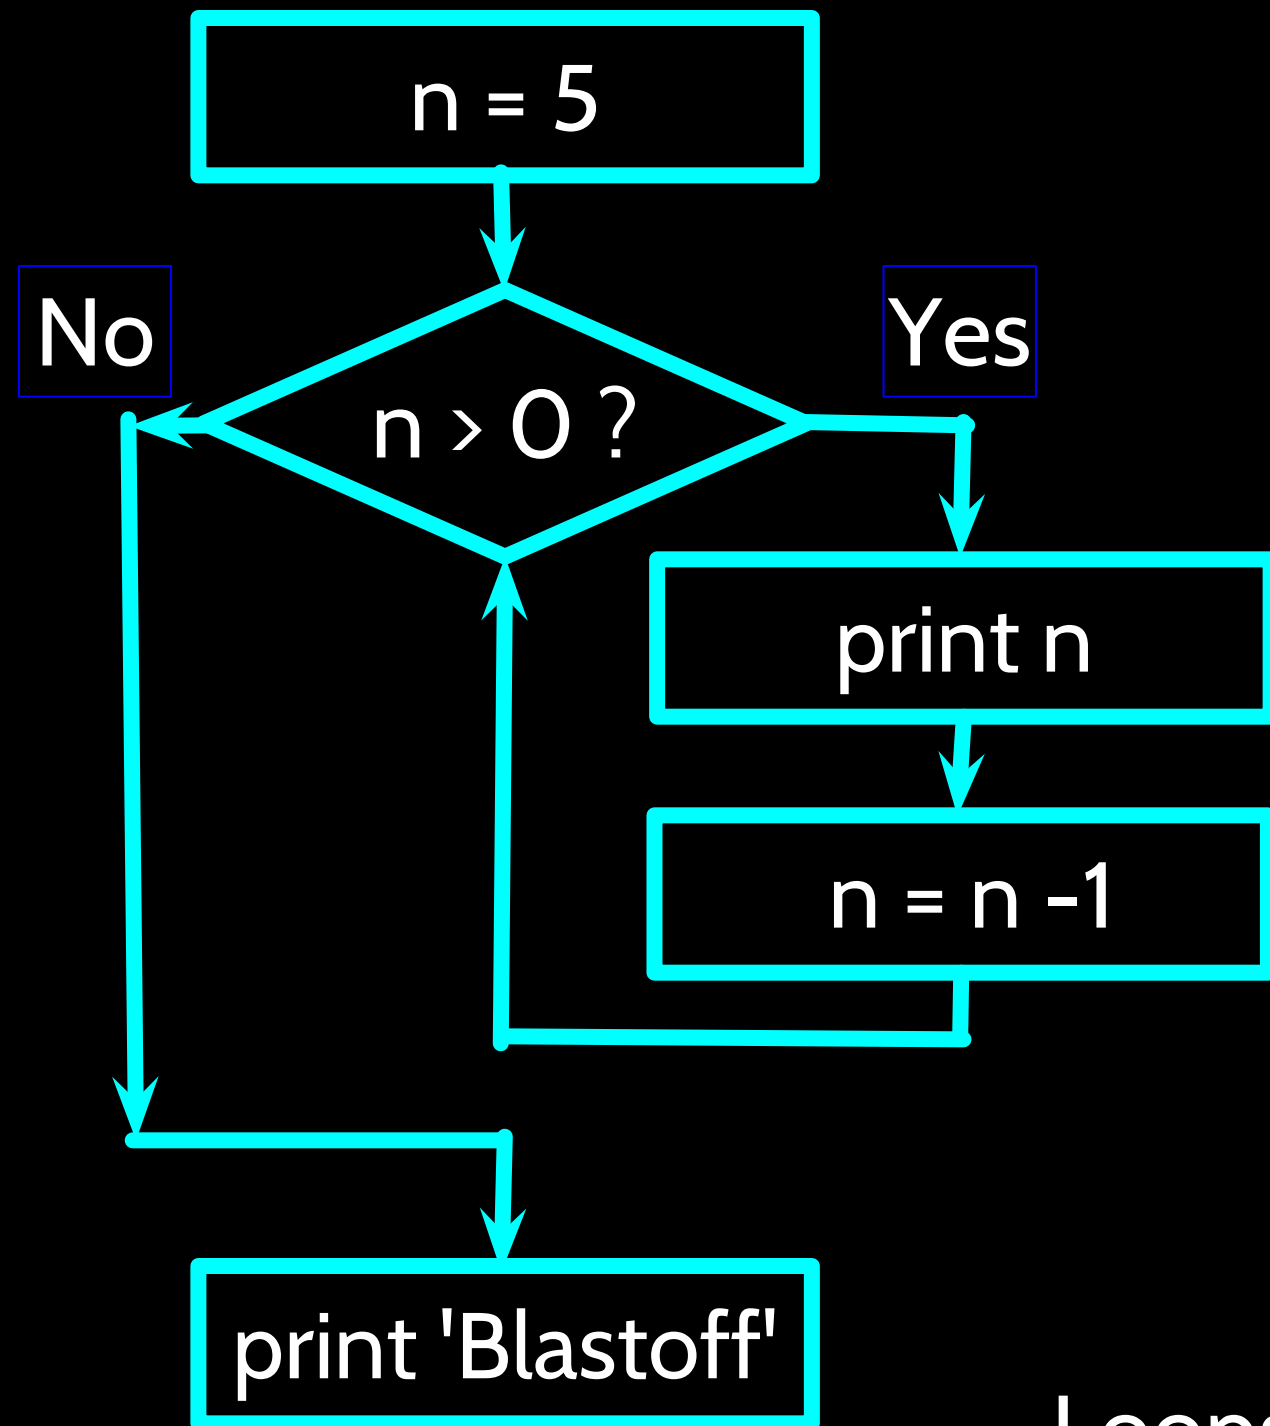 n = 5
No
Yes
n > 0 ?
print n
n = n -1
print 'Blastoff'